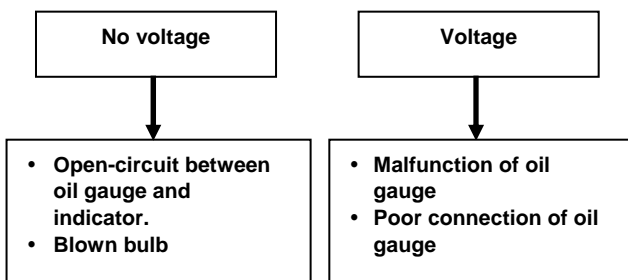 No voltage
Voltage
• Open-circuit between
oil gauge and
indicator.
• Blown bulb
• Malfunction of oil
gauge
• Poor connection of oil
gauge